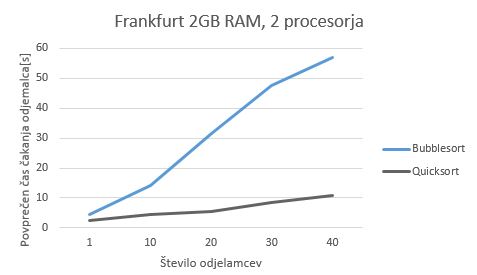 Frankfurt 2GB RAM, 2 procesorja
60
50
40
30
20
10
0
Povprečen čas čakanja odjemalca[s]
1 10 20 30 40
Število odjelamcev
Bubblesort
Quicksort